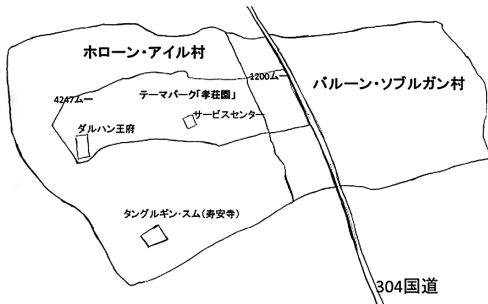 ホローン・アイル村
バルーン・ソブルガン村
1200ムー
4247ムー
テーマパーク「孝荘園」
サービスセンター
ダルハン王府
タングルギン・スム(寿安寺)
304国道